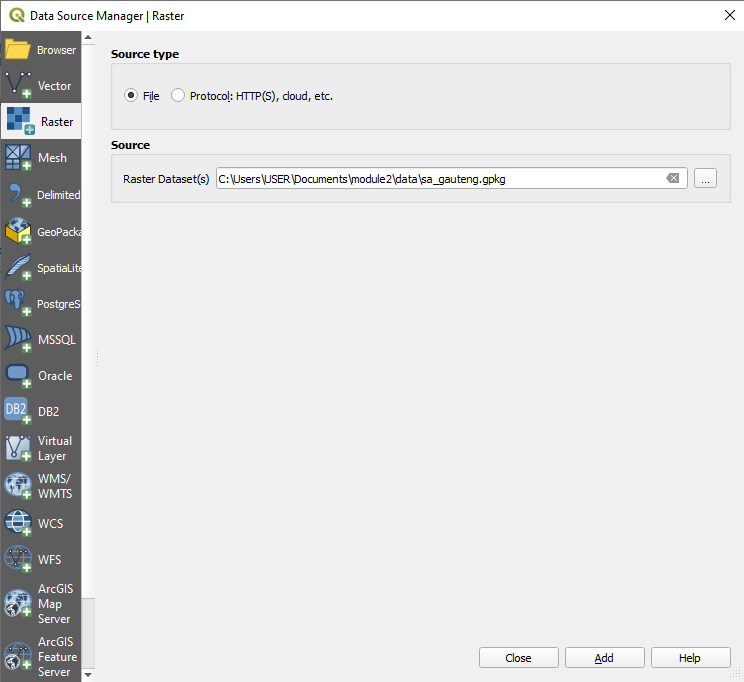 Data Source Manager | Raster
Browser
Vector
Raster
Mesh
Delimited
GeoPacka
SpatiaLite
PostgreS
MSSQL
Oracle
DB2
DB2
Virtual
Layer
WMS/
WMTS
WCS
WFS
ArcGIS
Map
Server
ArcGIS
Feature
Server
Source type
File Protocol: HTTP(S), cloud, etc.
Source
Raster Dataset(s) C:\Users\USER\Documents\module2\data\sa_gauteng.gpkg ...
Close Add Help